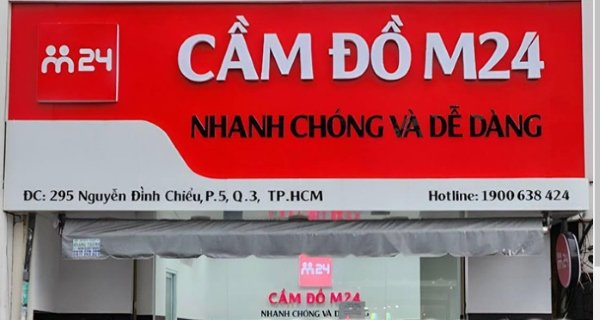 M24
CẦM ĐỒ M24
NHANH CHÓNG VÀ DỄ DÀNG
ĐC: 295 Nguyễn Đình Chiểu, P.5, Q.3, TP.HCM
Hotline: 1900 638 424
M24
CẦM ĐỒ M24
NHANH CHÓNG VÀ D